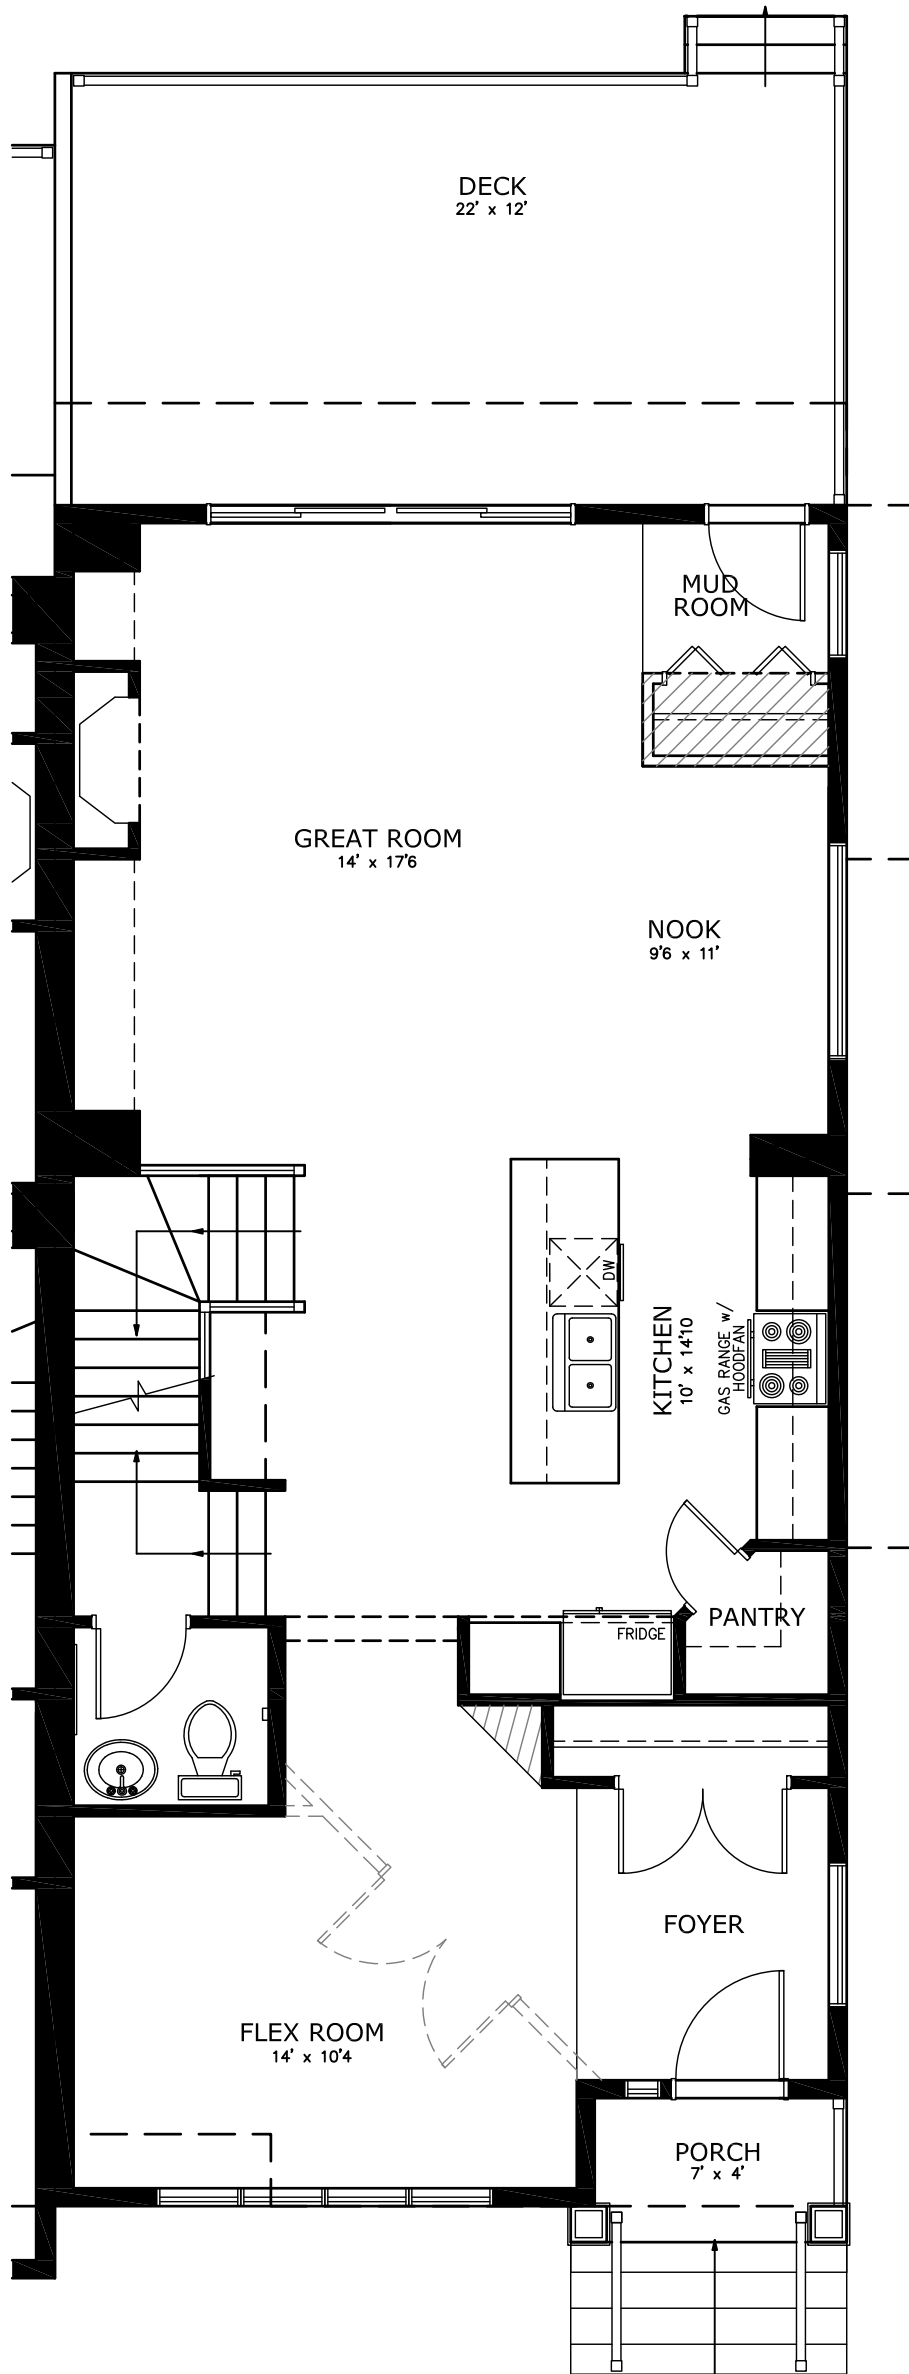 DECK
22' x 12'
MUD
ROOM
GREAT ROOM
14' x 17'6
NOOK
9'6 x 11'
DW
KITCHEN
10' x 14'10
GAS RANGE w/
HOODFAN
PANTRY
FRIDGE
FOYER
FLEX ROOM
14' x 10'4
PORCH
7' x 4'